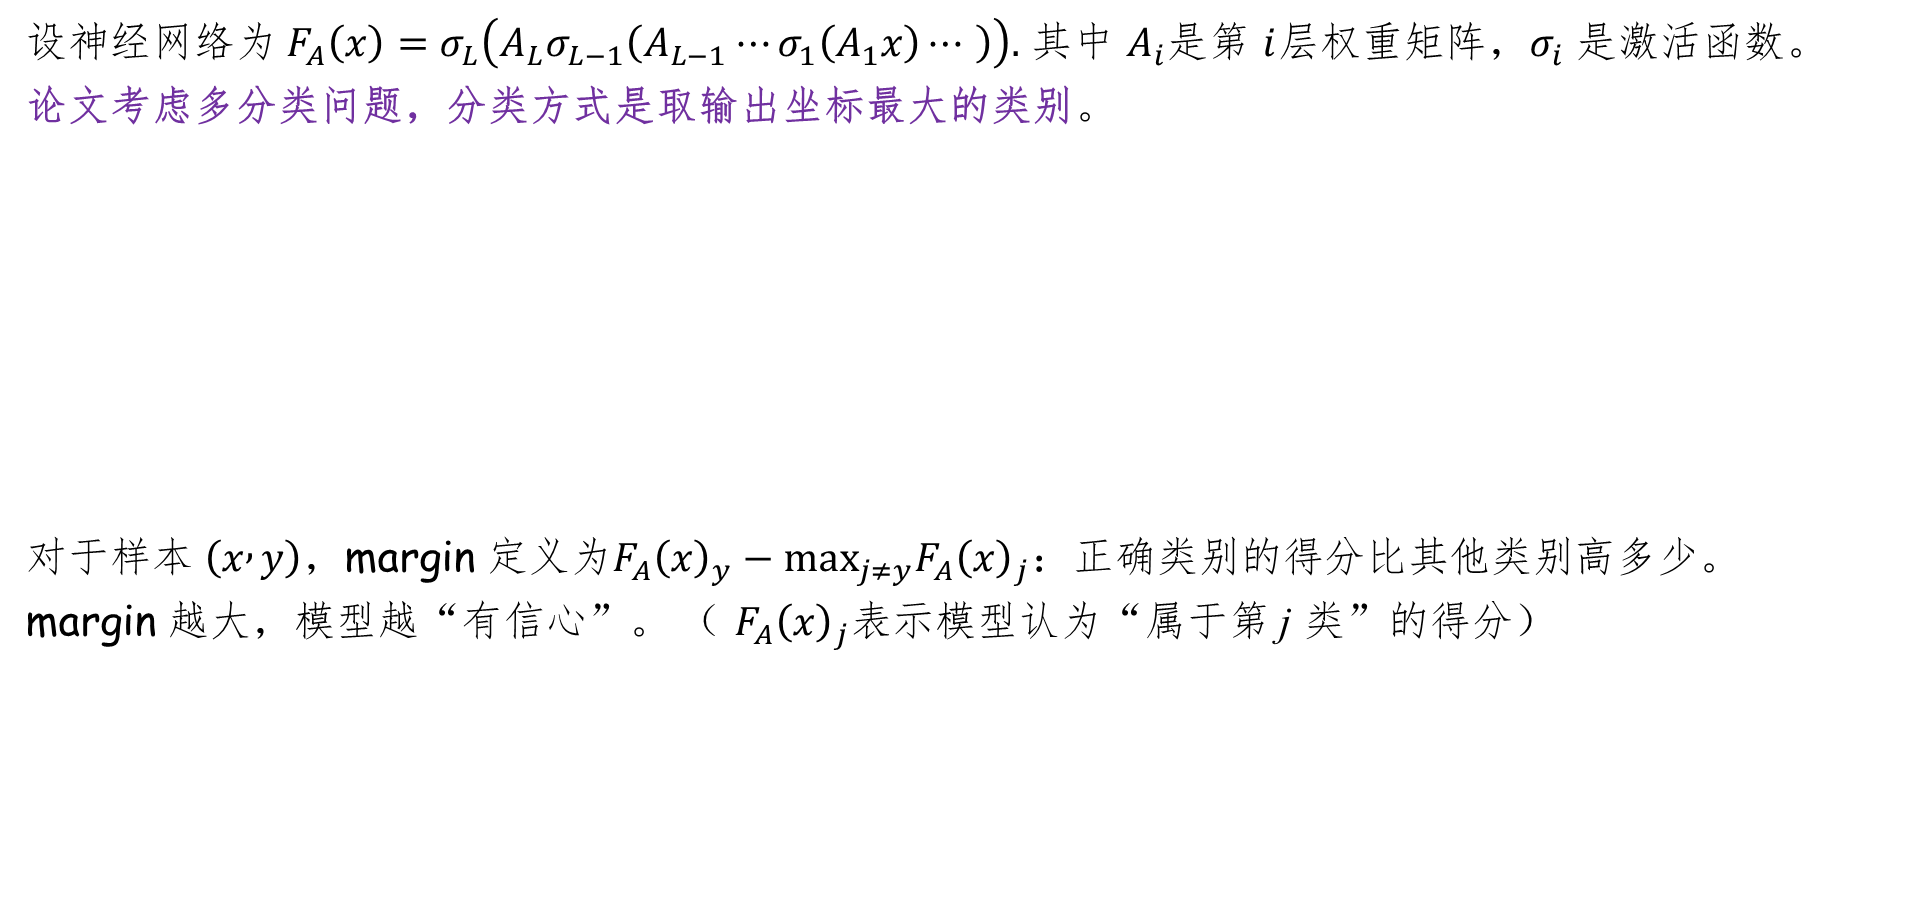 设神经网络为 F_A(x) = σ_L(A_Lσ_{L−1}(A_{L−1} ⋯ σ_1(A_1x) ⋯ )). 其中 A_i是第 i层权重矩阵，σ_i 是激活函数。
论文考虑多分类问题，分类方式是取输出坐标最大的类别。
对于样本 (x, y)，margin 定义为F_A(x)_y − max_{j≠y}F_A(x)_j：正确类别的得分比其他类别高多少。
margin 越大，模型越“有信心”。（ F_A(x)_j表示模型认为“属于第j 类”的得分）